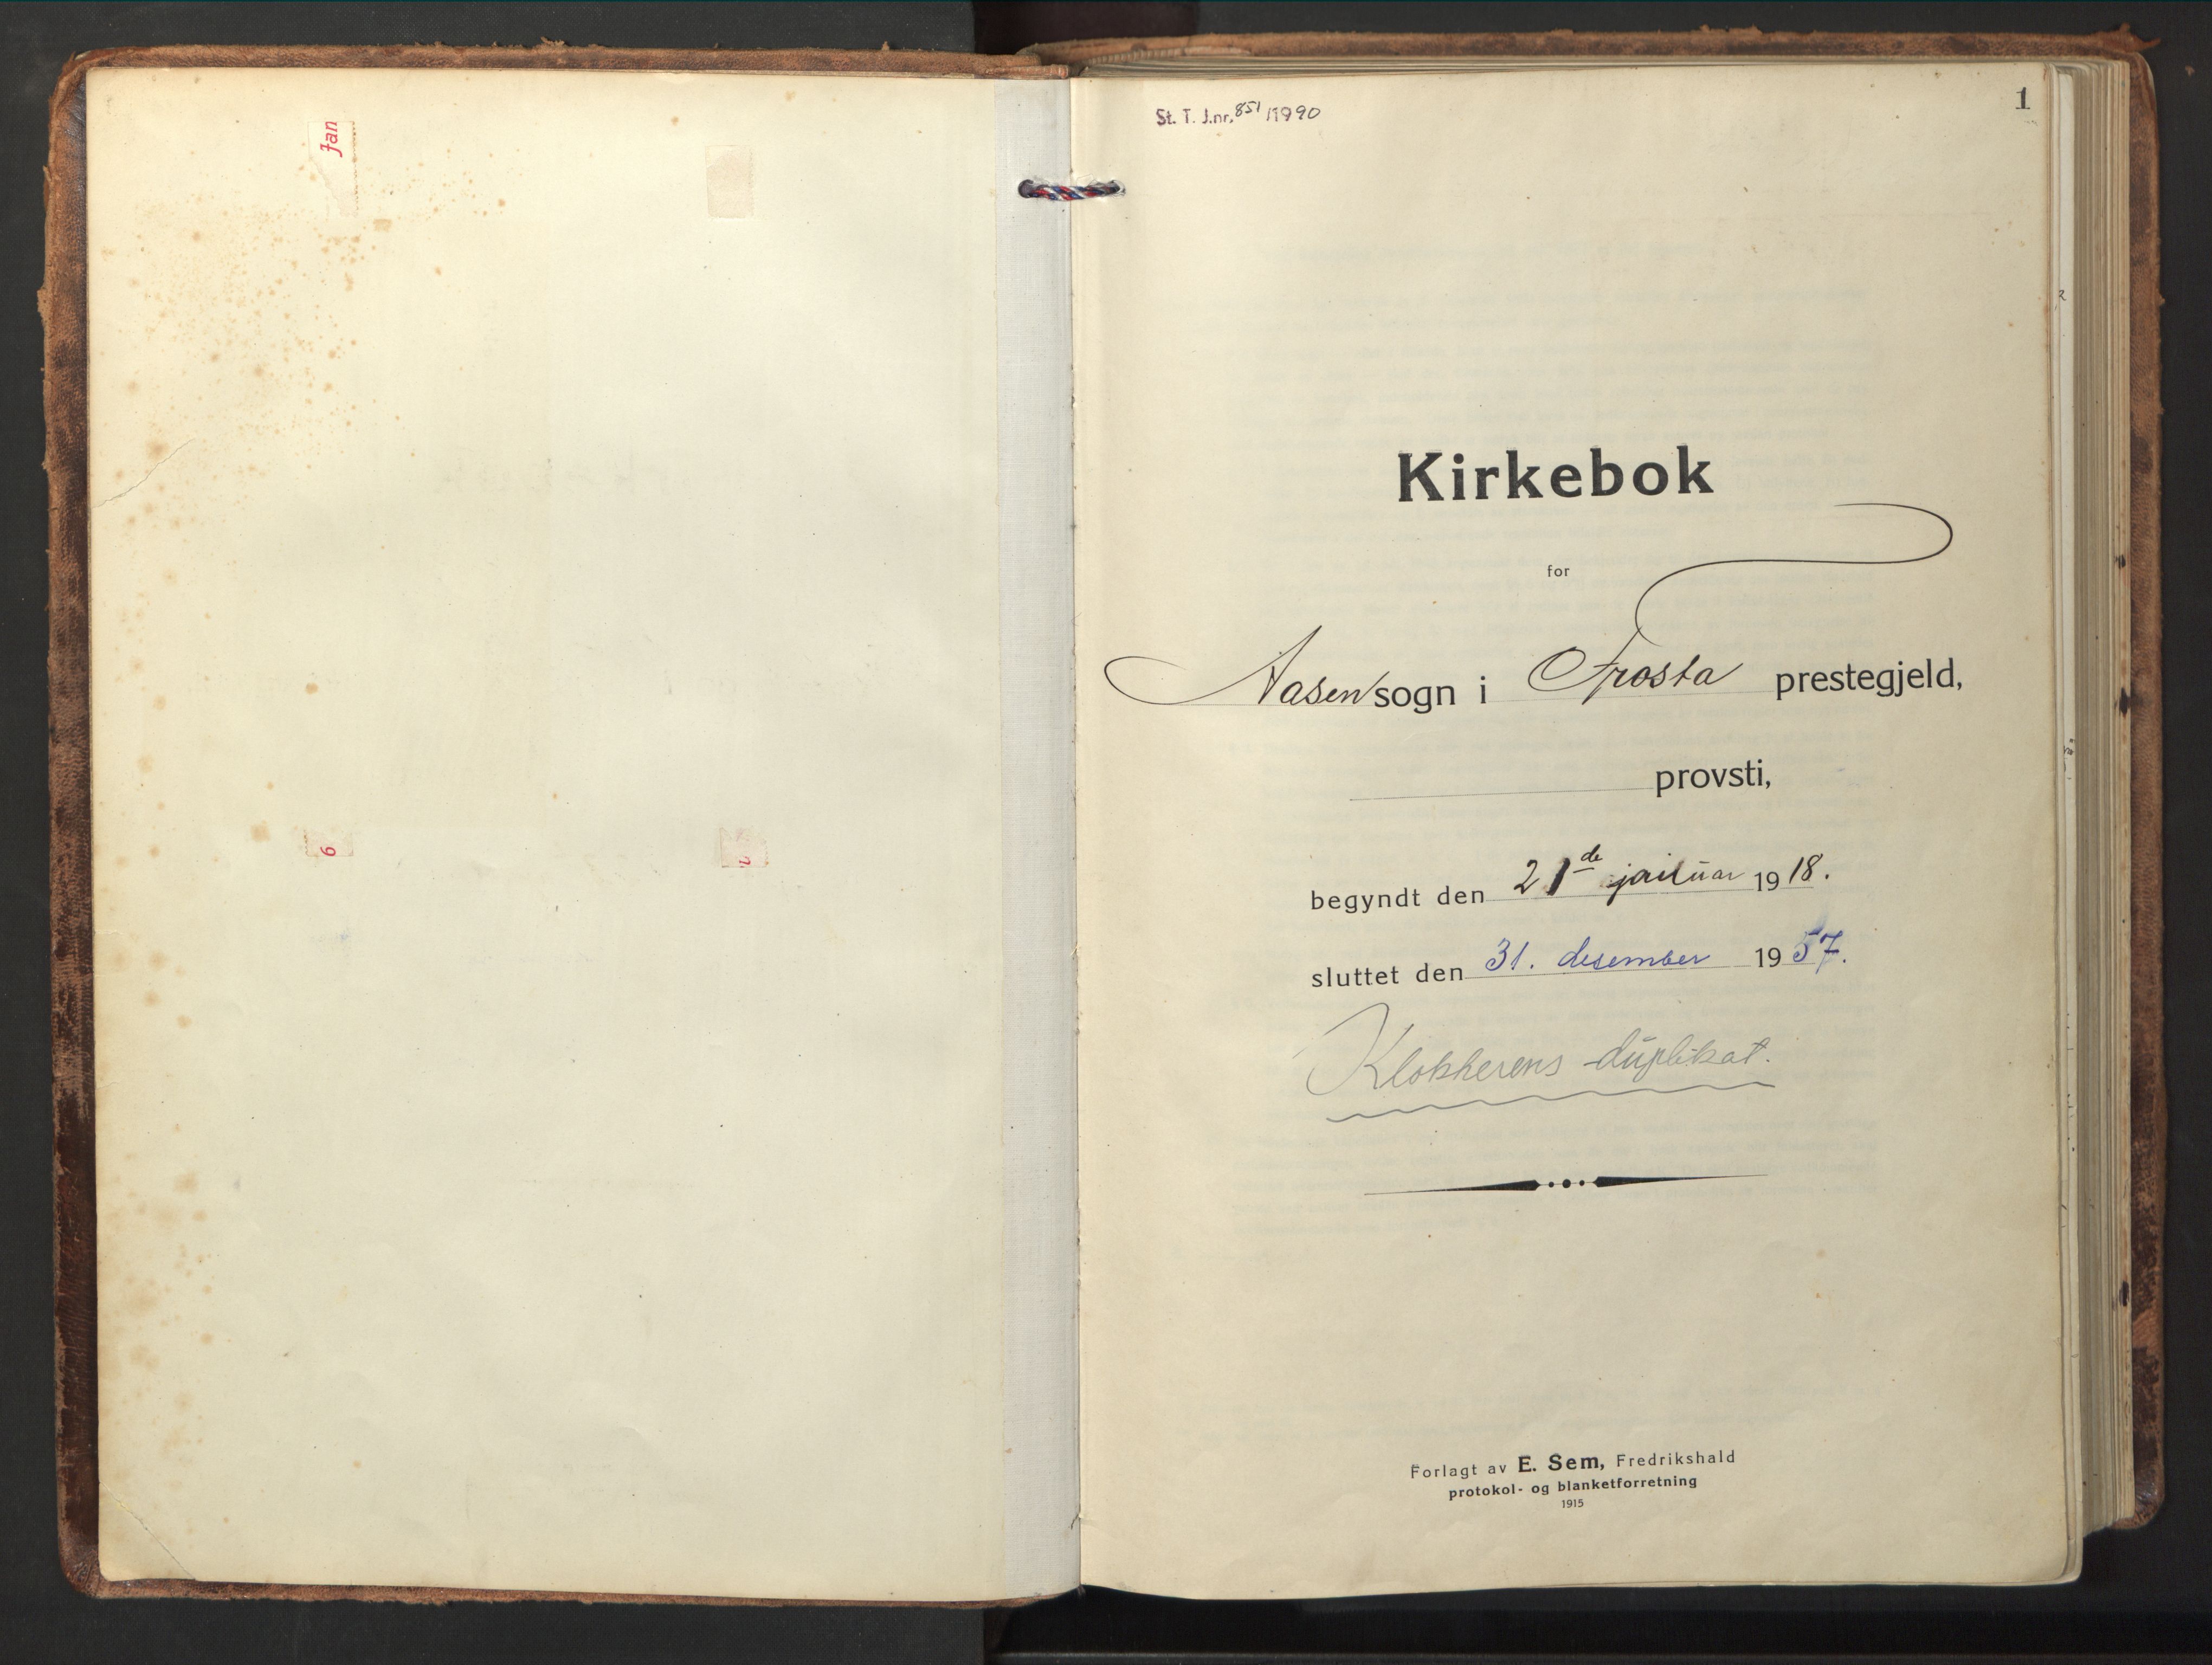 Jan
6
St. T. J.nr. 851/1990
1
Kirkebok
for
Aasen sogn i Frosta prestegjeld,
provsti,
begyndt den 21de januar 1918.
sluttet den 31. desember 1957.
Klokkerens duplikat.
Forlagt av E. Sem, Fredrikshald
protokol- og blanketforretning
1915